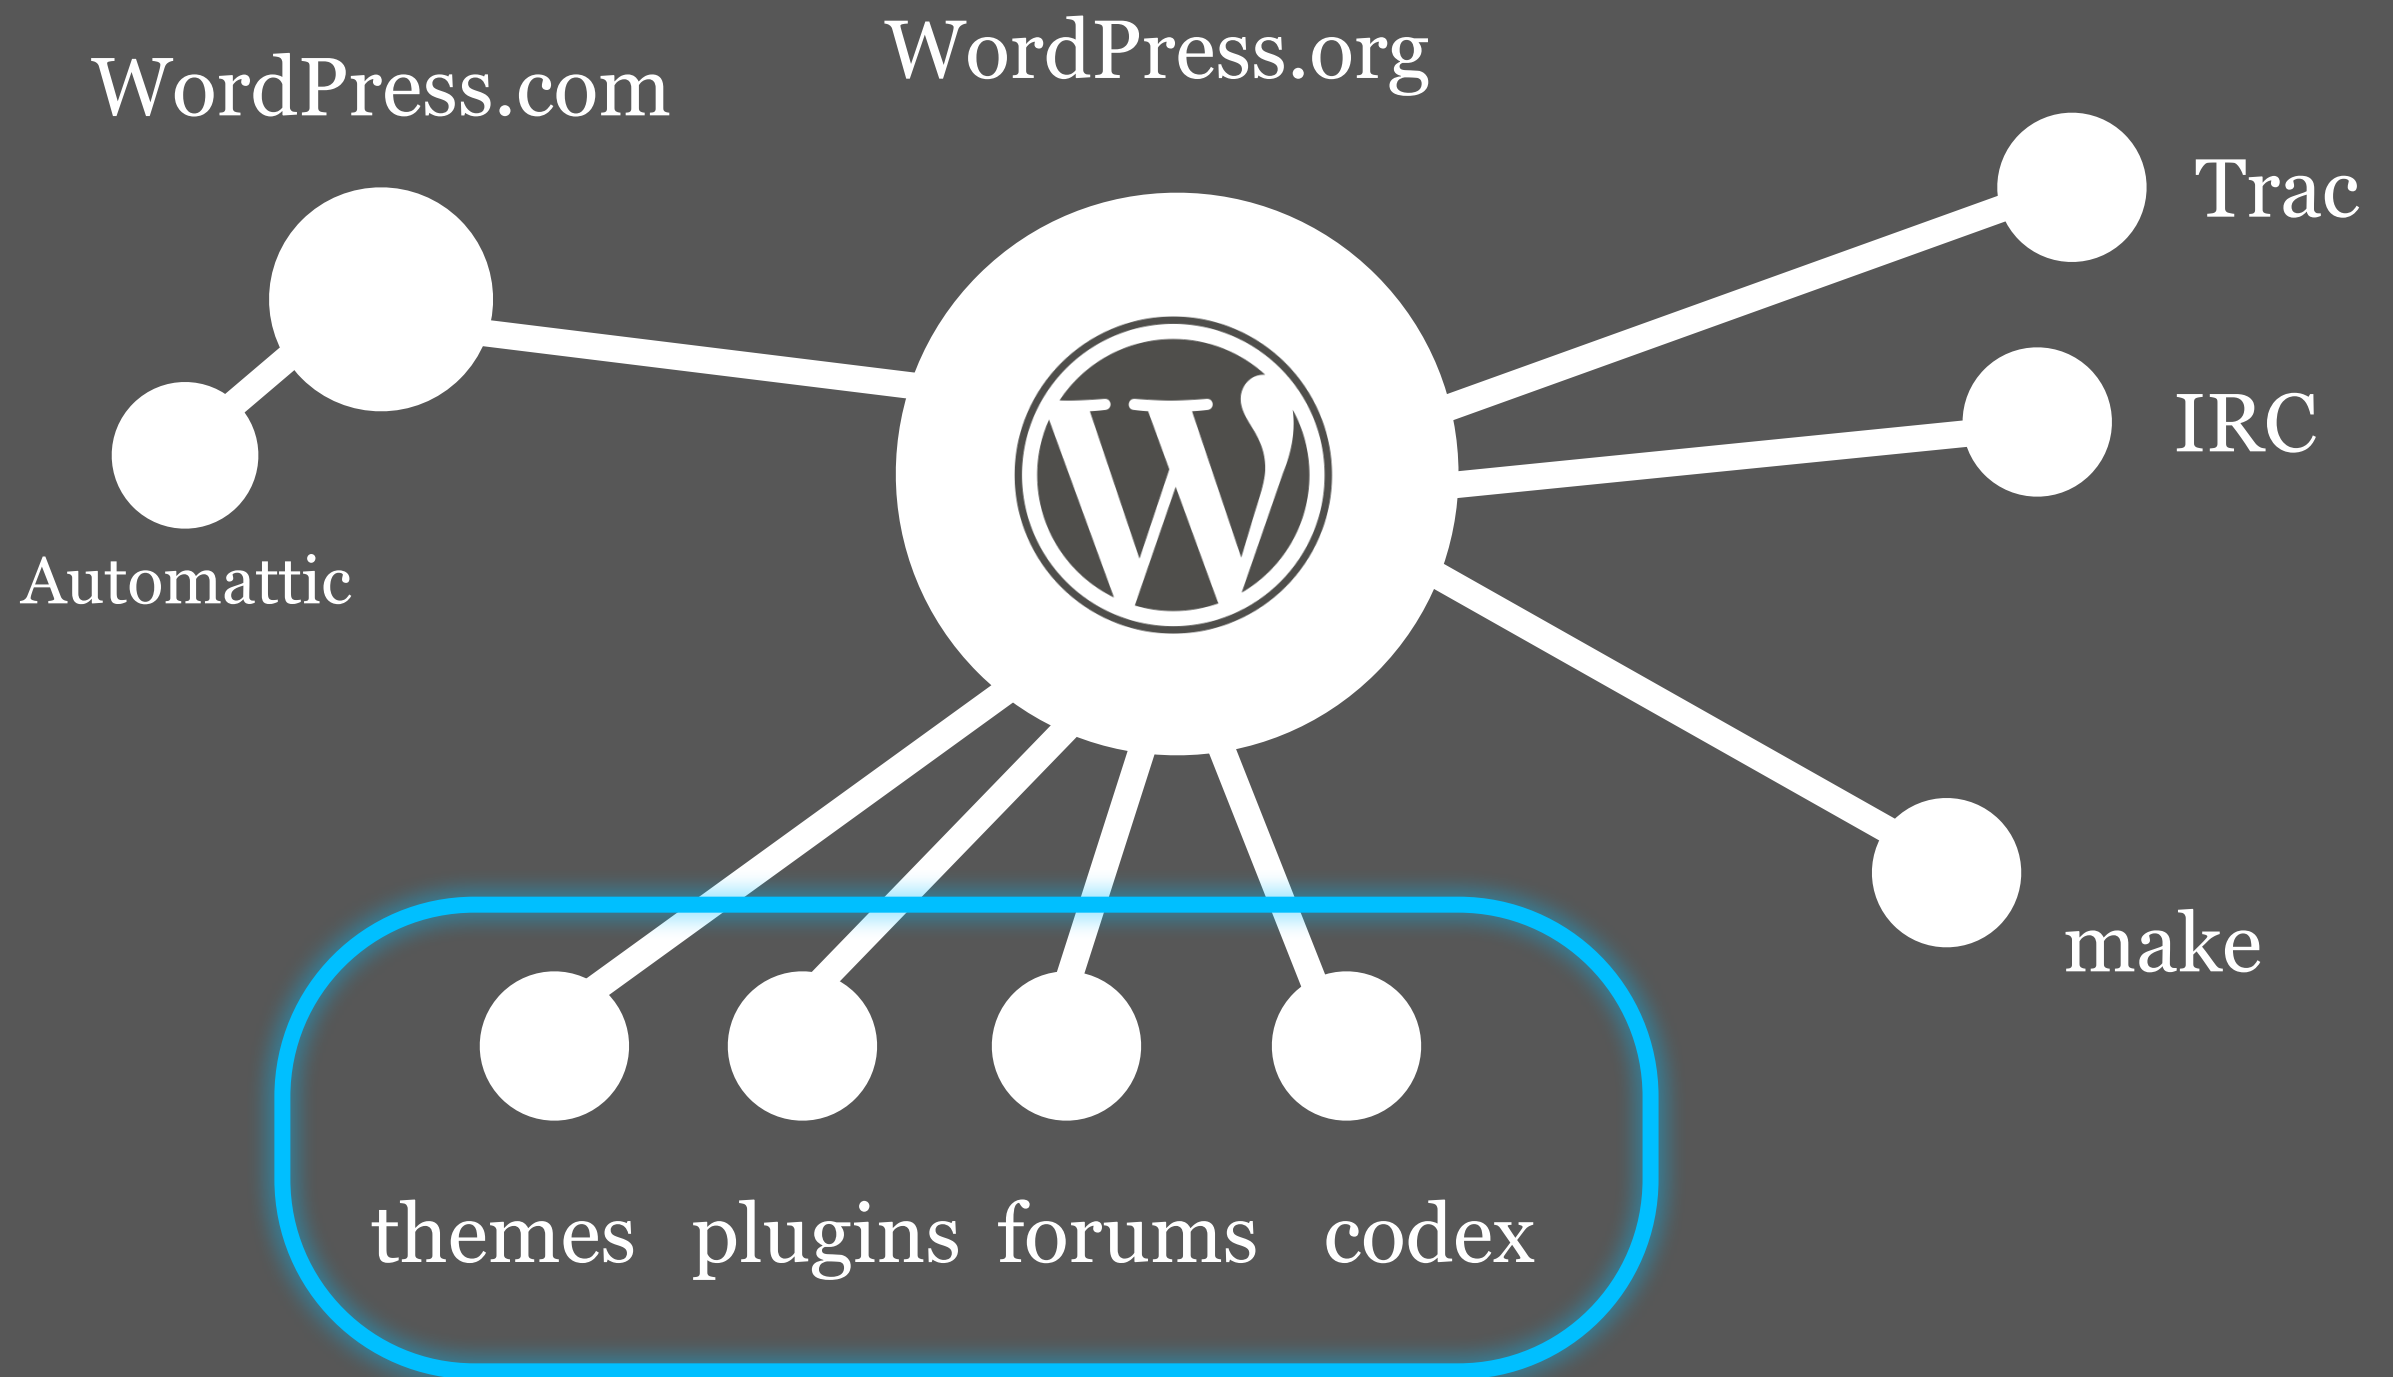 WordPress.com
WordPress.org
Trac
IRC
Automattic
make
themes plugins forums codex